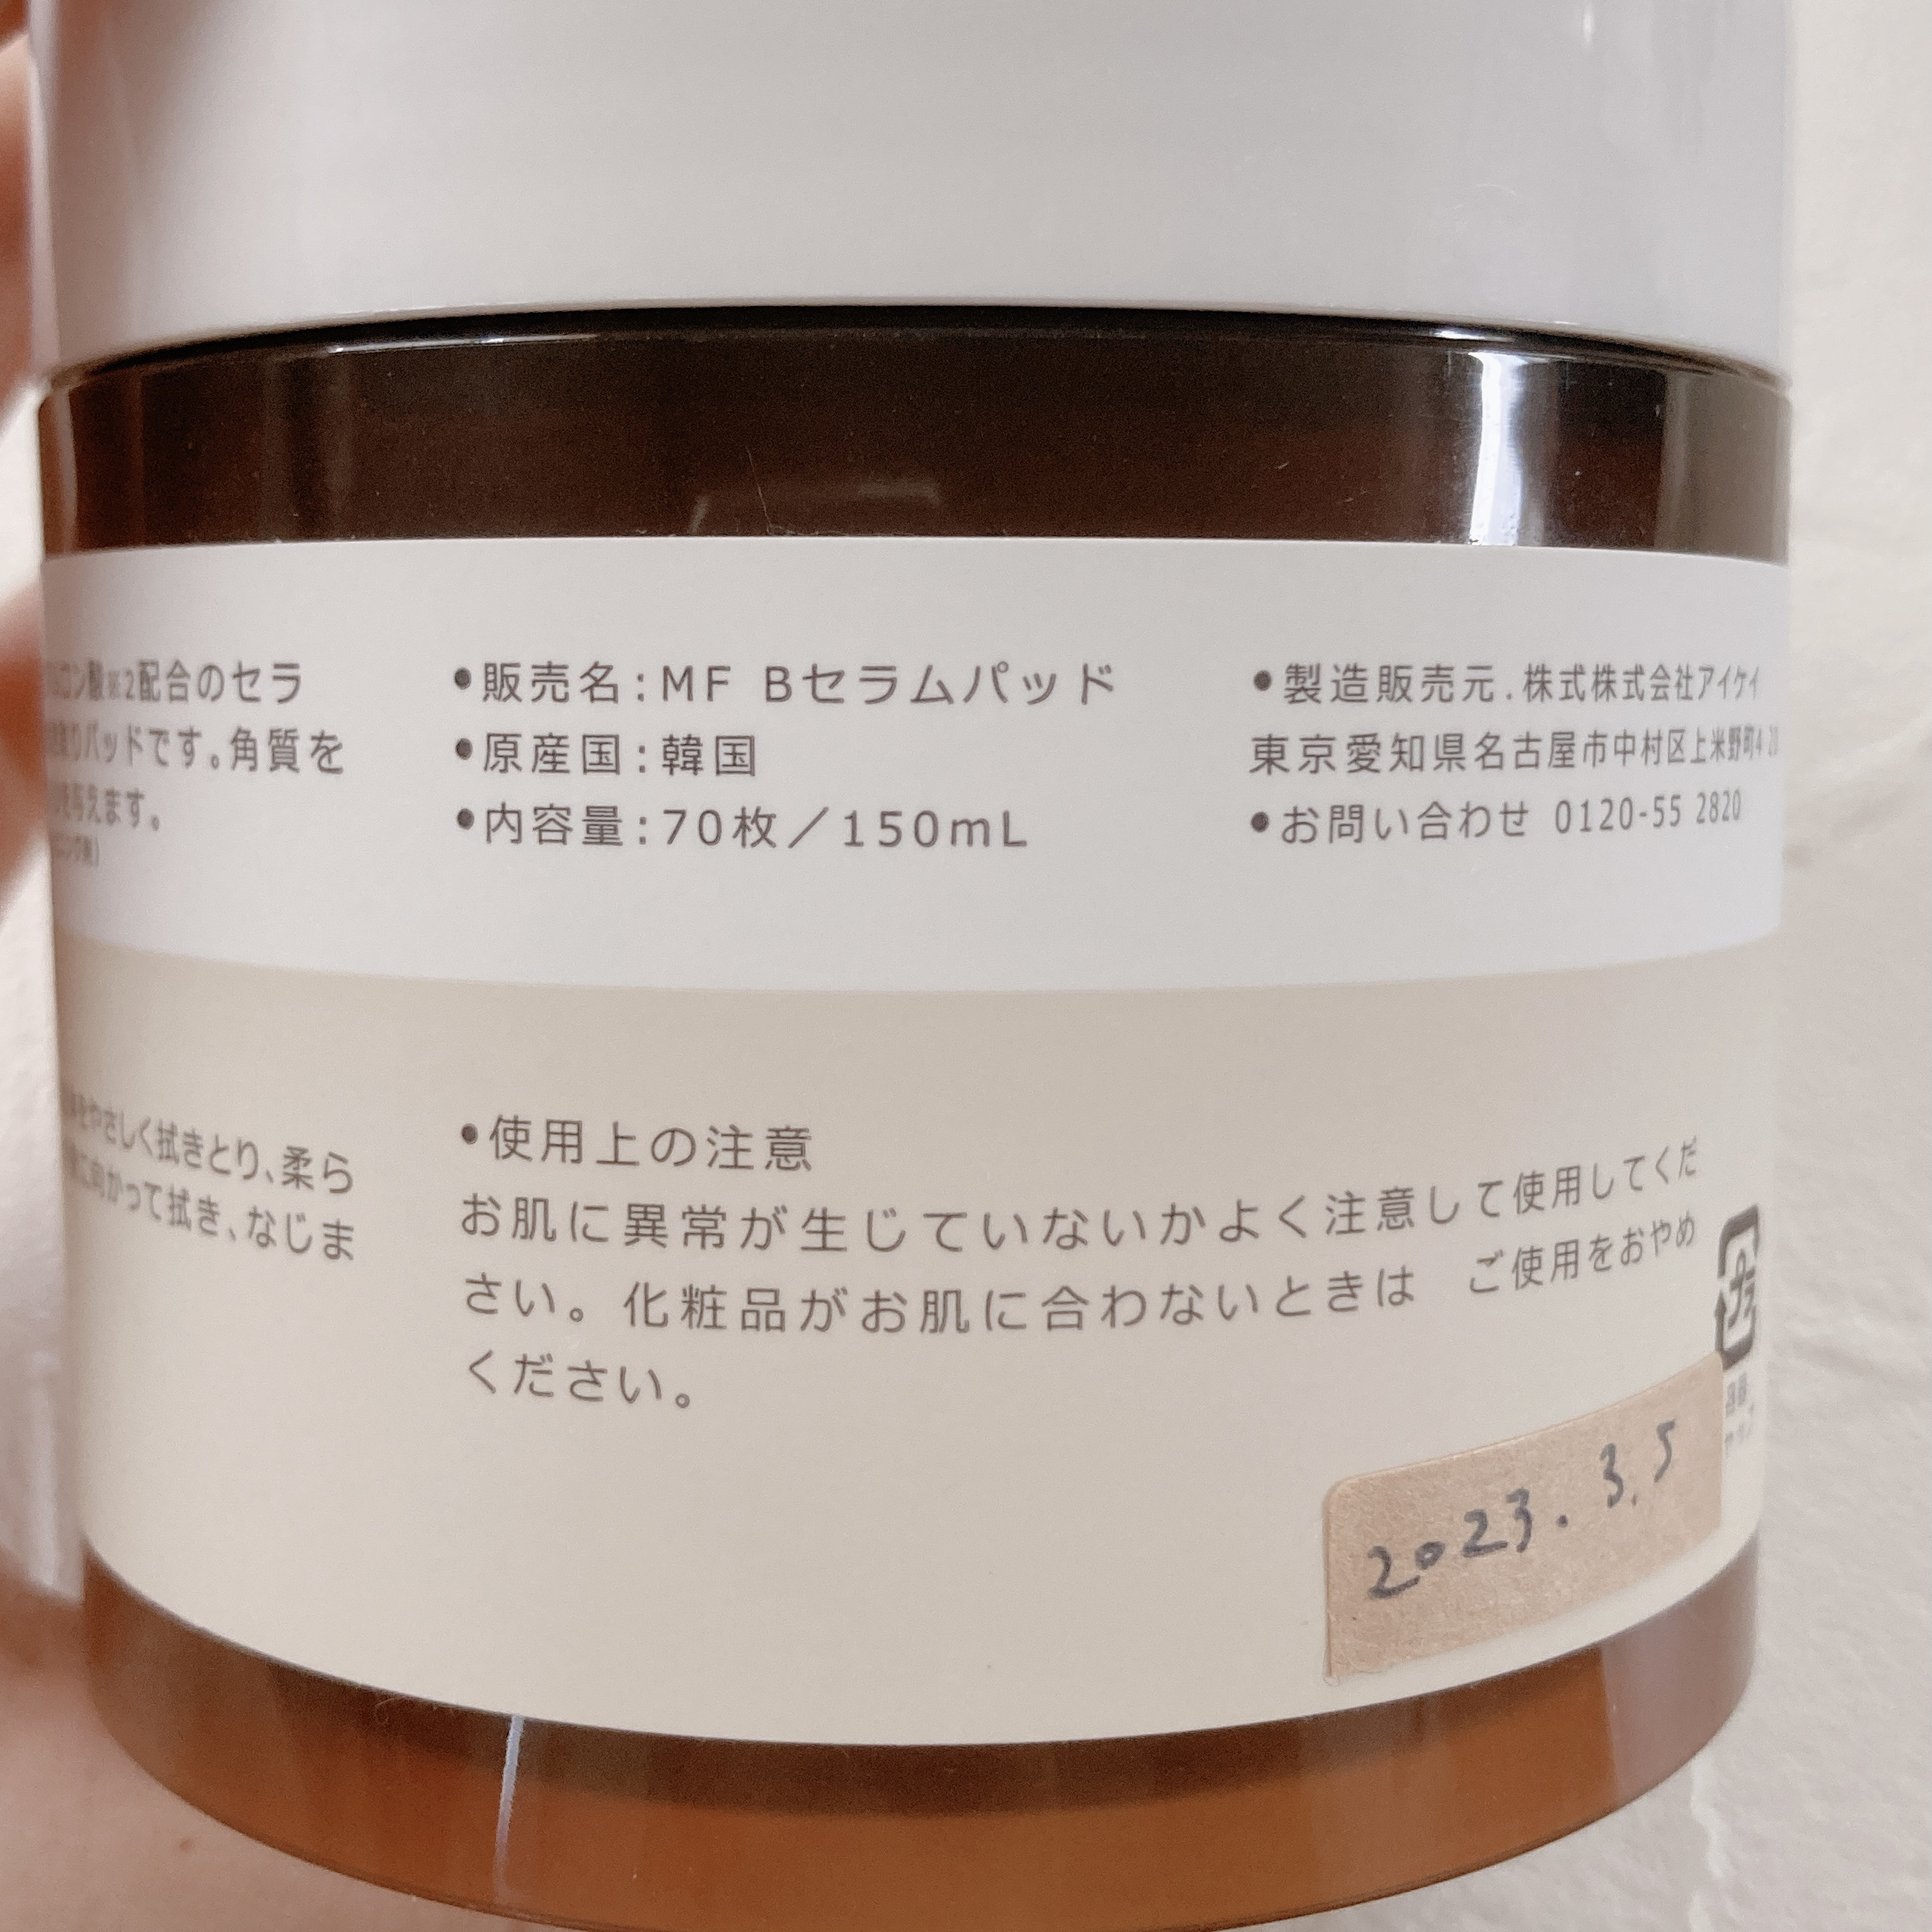 配合のセラ
パッドです。角質を
与えます。
•販売名:MF Bセラムパッド
•原産国:韓国
•内容量:70枚／150mL
•製造販売元.株式株式会社アイケイ
東京愛知県名古屋市中村区上米野町4
•お問い合わせ 0120-55 2820
やさしく拭きとり、柔ら
向かって拭き、なじま
•使用上の注意
お肌に異常が生じていないかよく注意して使用してくだ
さい。化粧品がお肌に合わないときは　ご使用をおやめ
ください。
2023.3.5